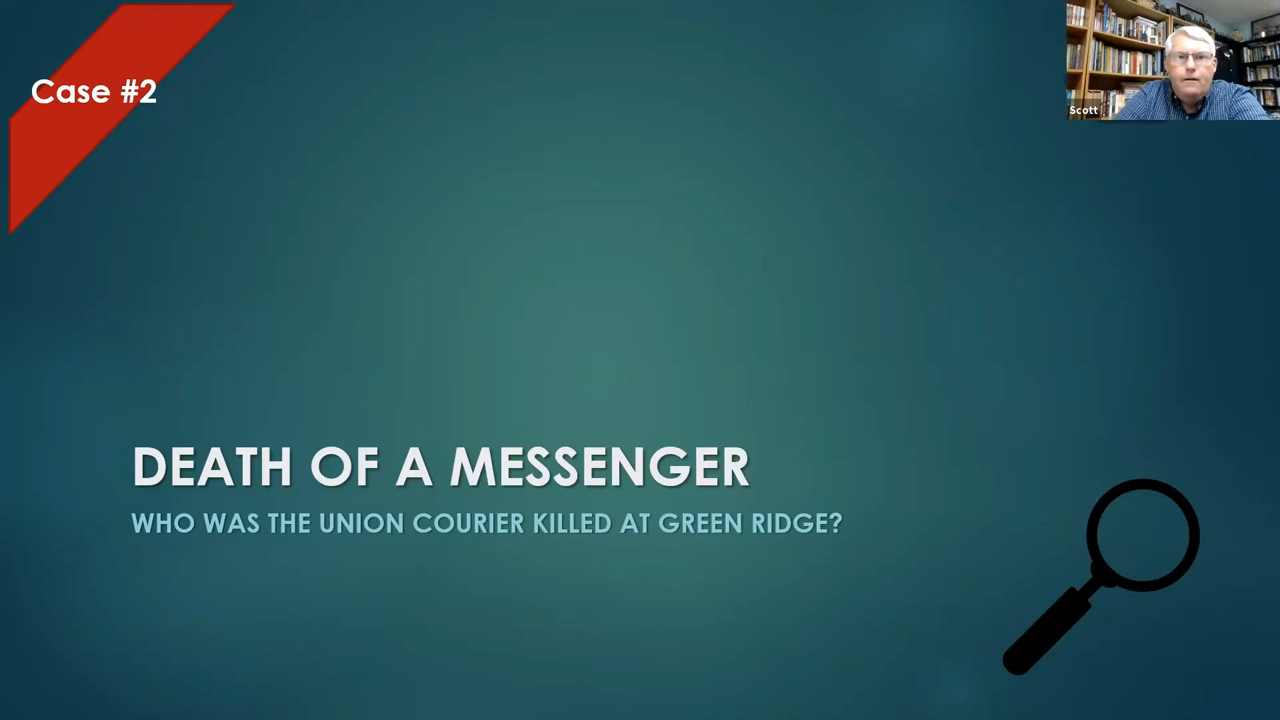 Case #2
Scott
DEATH OF A MESSENGER
WHO WAS THE UNION COURIER KILLED AT GREEN RIDGE?